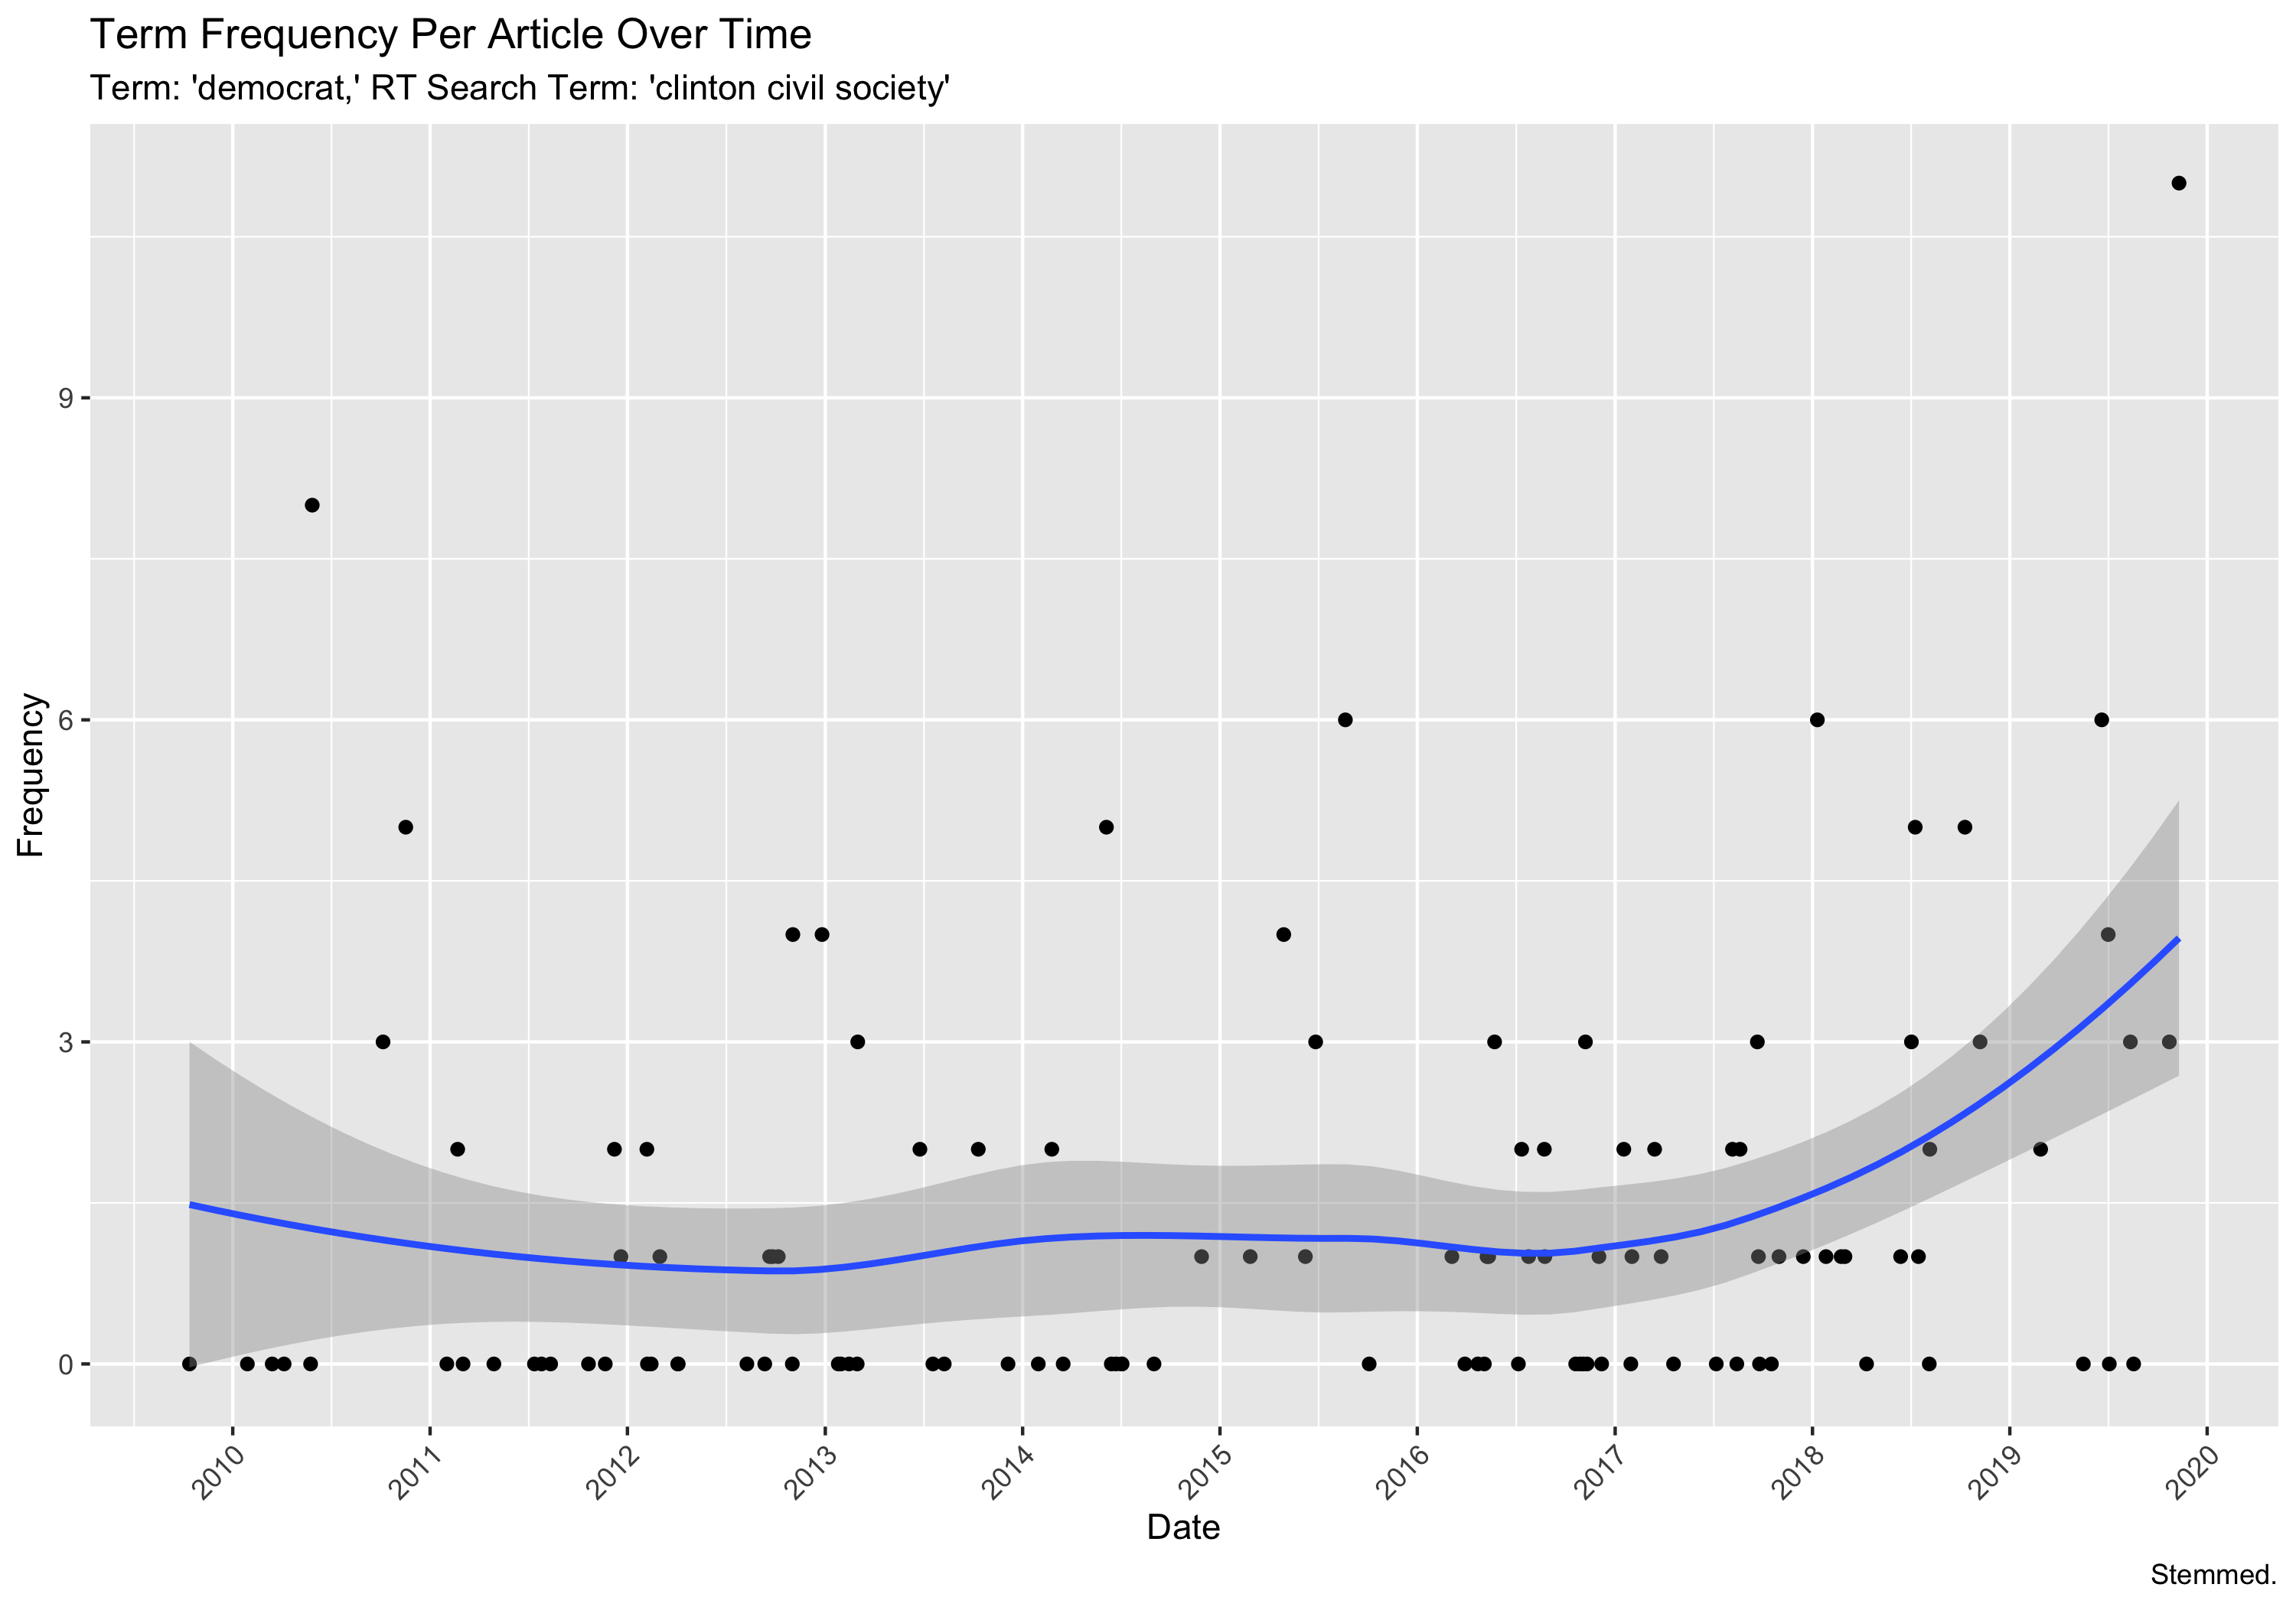 Term Frequency Per Article Over Time
Term: 'democrat,' RT Search Term: 'clinton civil society'
Frequency
9
6
3
0
2010 2011 2012 2013 2014 2015 2016 2017 2018 2019 2020
Date
Stemmed.